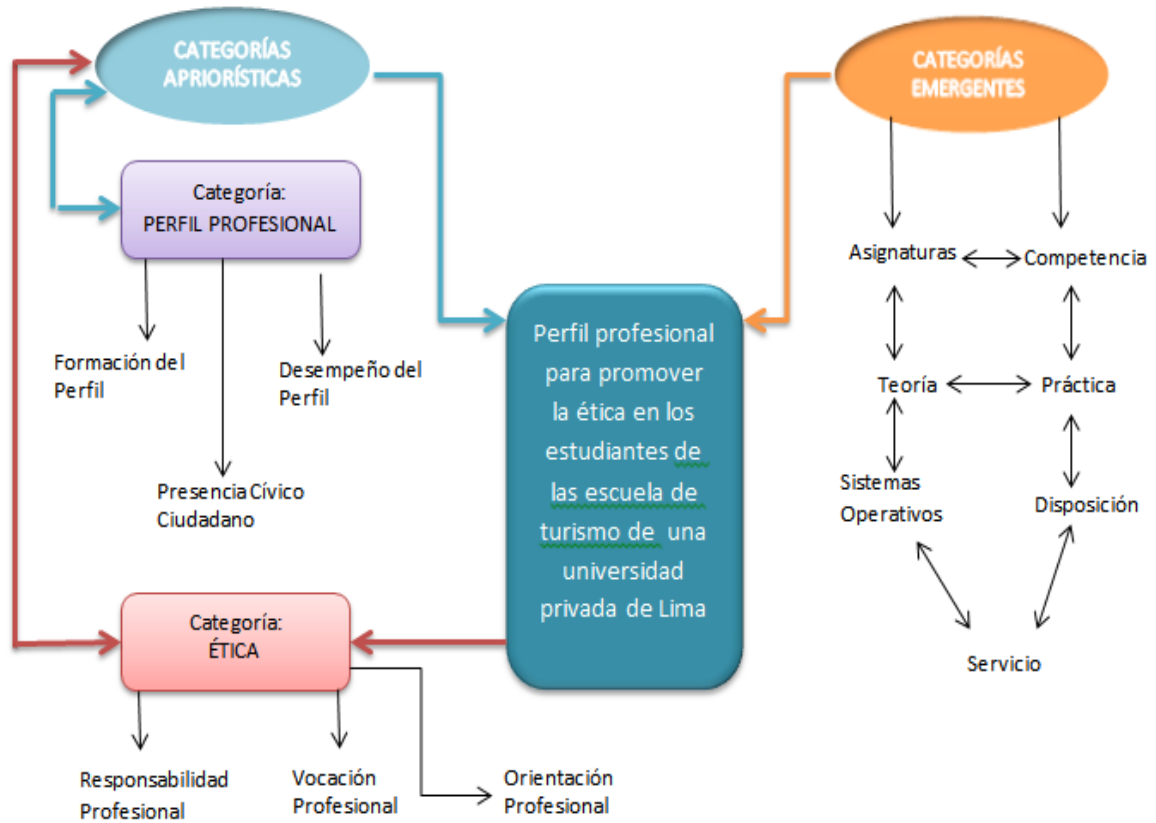 CATEGORÍAS
APRIORÍSTICAS
Categoría:
PERFIL PROFESIONAL
Formación del
Perfil
Desempeño del
Perfil
Presencia Cívico
Ciudadano
Categoría:
ÉTICA
Responsabilidad
Profesional
Vocación
Profesional
Orientación
Profesional
Perfil profesional
para promover
la ética en los
estudiantes de
las escuela de
turismo de una
universidad
privada de Lima
CATEGORÍAS
EMERGENTES
Asignaturas
Competencia
Teoría
Práctica
Sistemas
Operativos
Disposición
Servicio